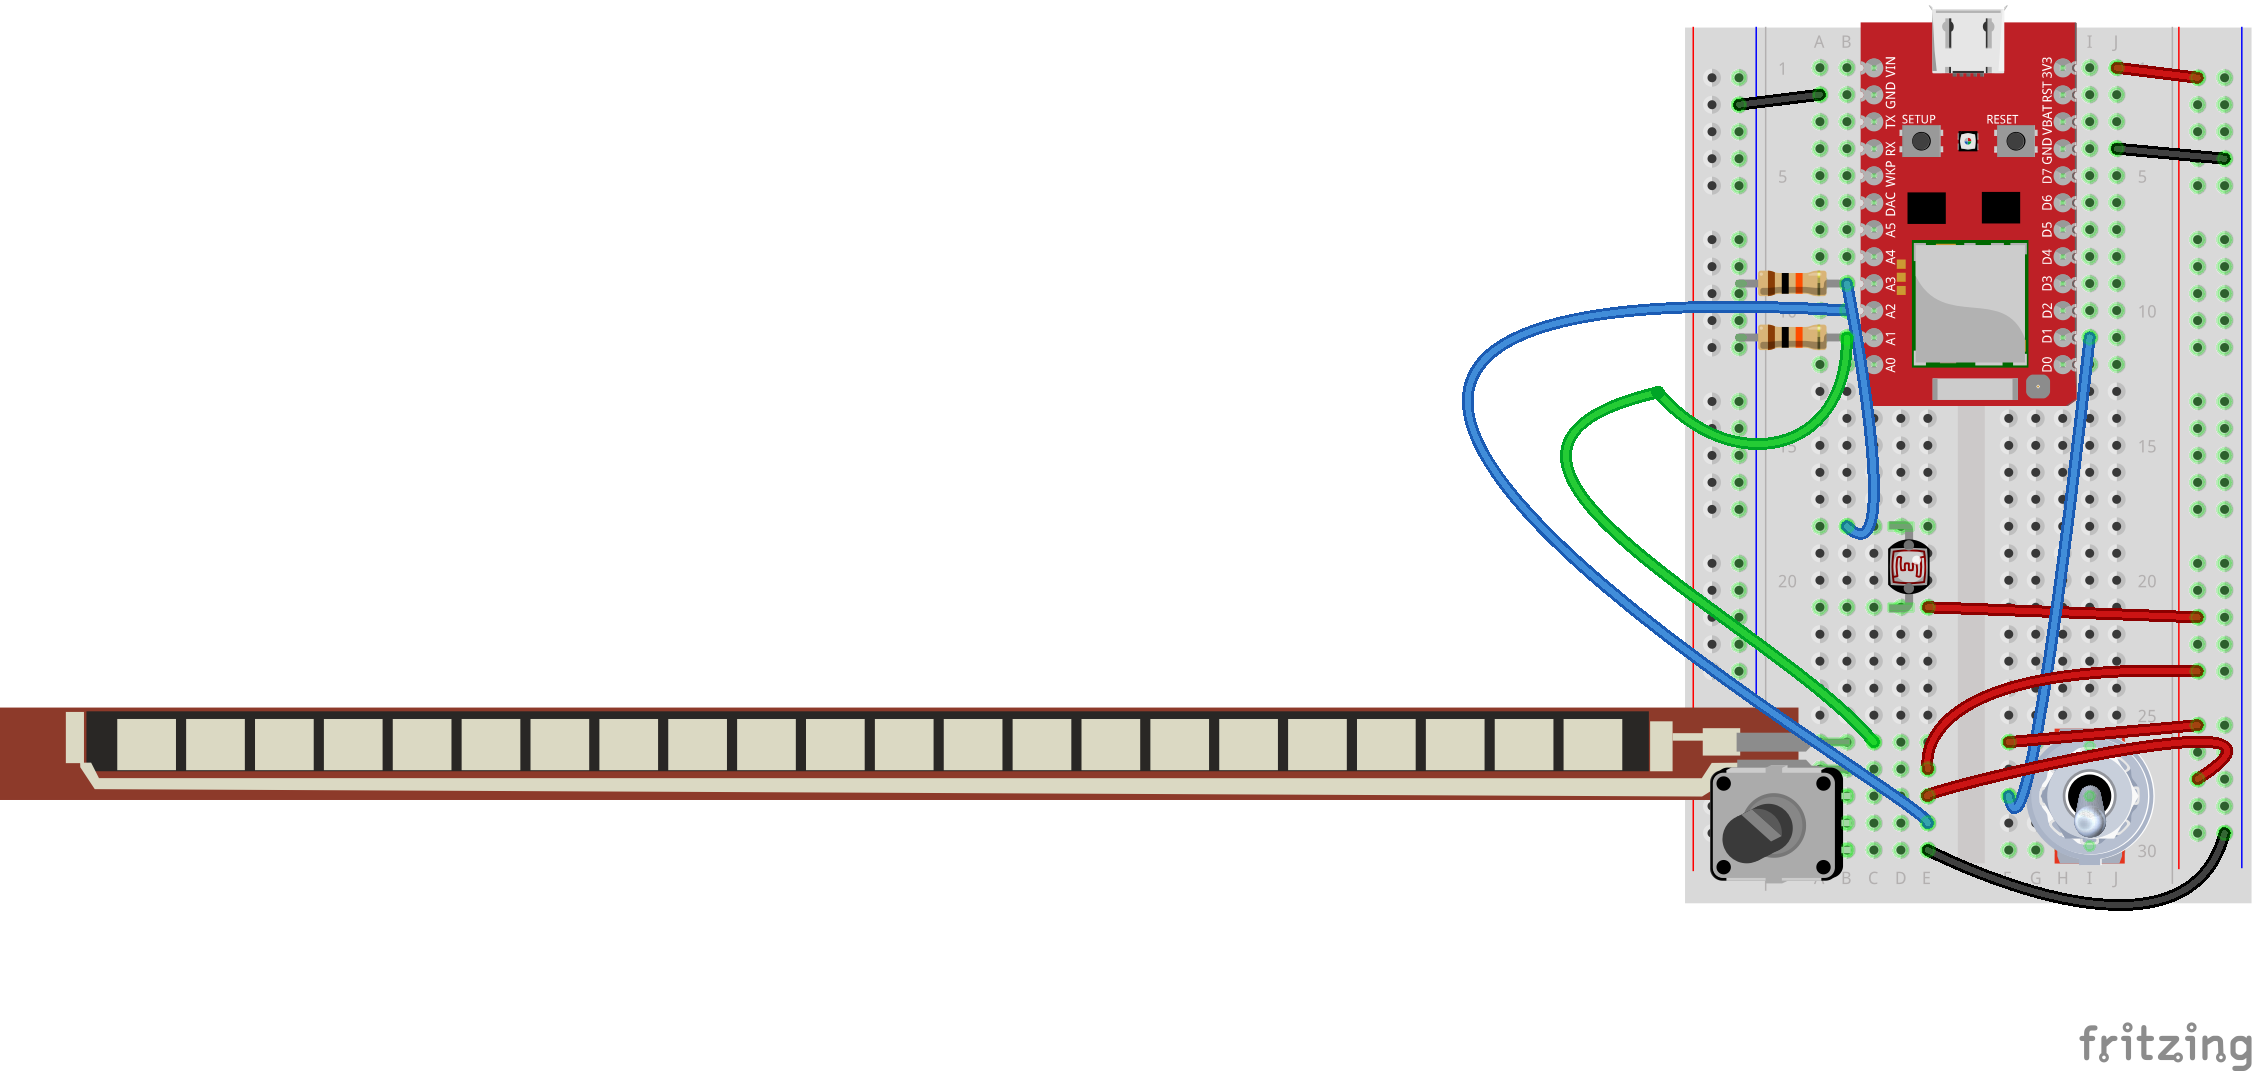 A B I J
1
5 5
10 10
15 15
20 20
25
30
VIN
GND
TX
RX
WKP
DAC
A5
A4
A3
A2
A1
A0
SETUP RESET
3V3
RST
VBAT
GND
D7
D6
D5
D4
D3
D2
D1
D0
A B C D E F G H I J
fritzing